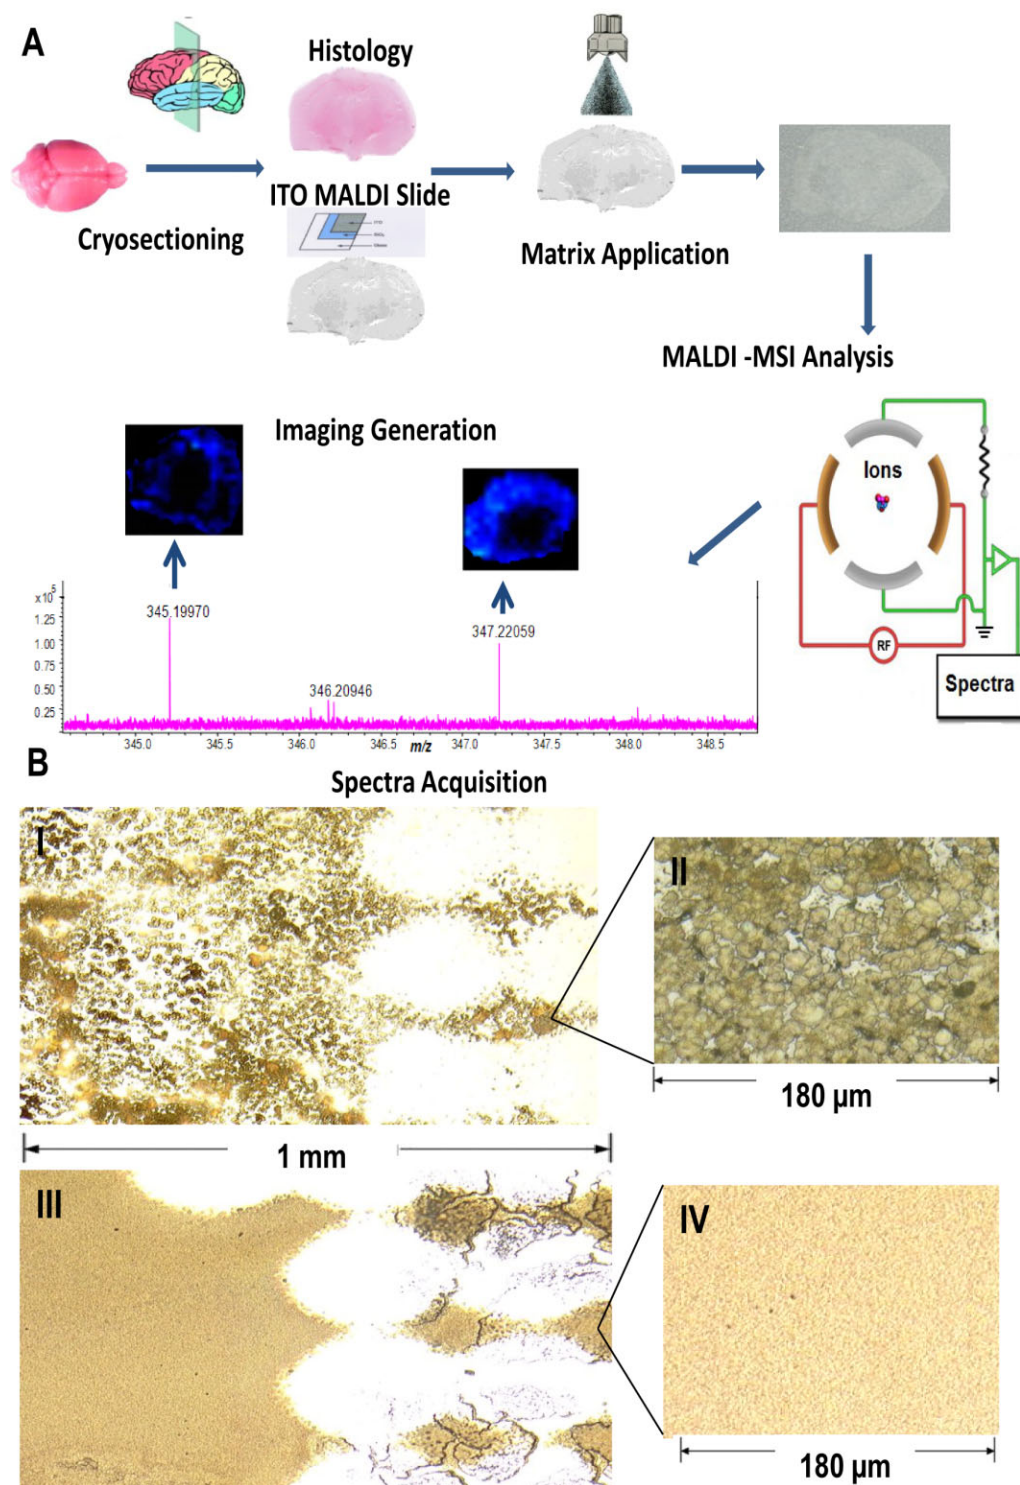 A
Histology
ITO MALDI Slide
Cryosectioning
Matrix Application
MALDI -MSI Analysis
Imaging Generation
Ions
RF
Spectra
x10⁵
345.19970
347.22059
346.20946
1.25
1.00
0.75
0.50
0.25
345.0 345.5 346.0 346.5 347.0 347.5 348.0 348.5
m/z
B
Spectra Acquisition
I
II
180 µm
1 mm
III
IV
180 µm